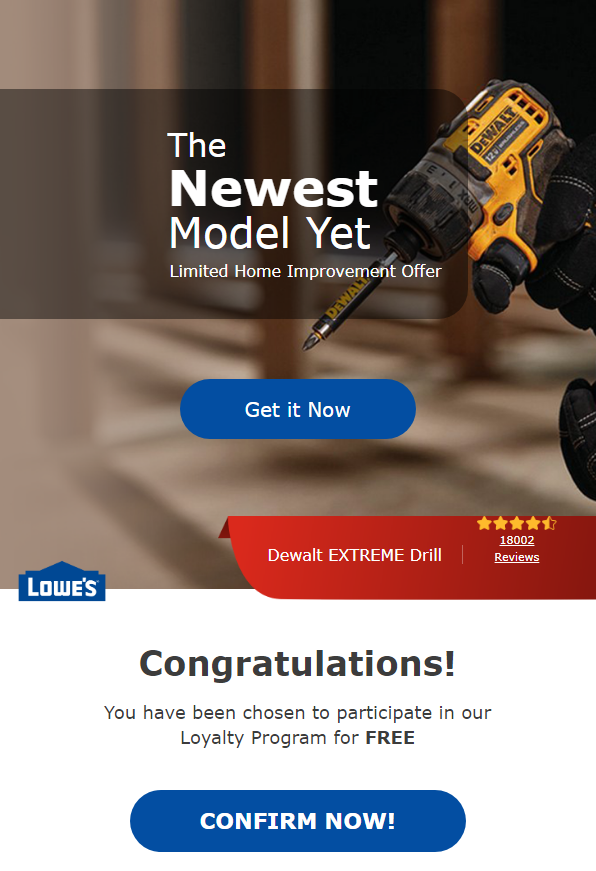 The
Newest
Model Yet
Limited Home Improvement Offer
DEWALT
DEWALT
Get it Now
Dewalt EXTREME Drill
18002
Reviews
LOWE'S
Congratulations!
You have been chosen to participate in our
Loyalty Program for FREE
CONFIRM NOW!